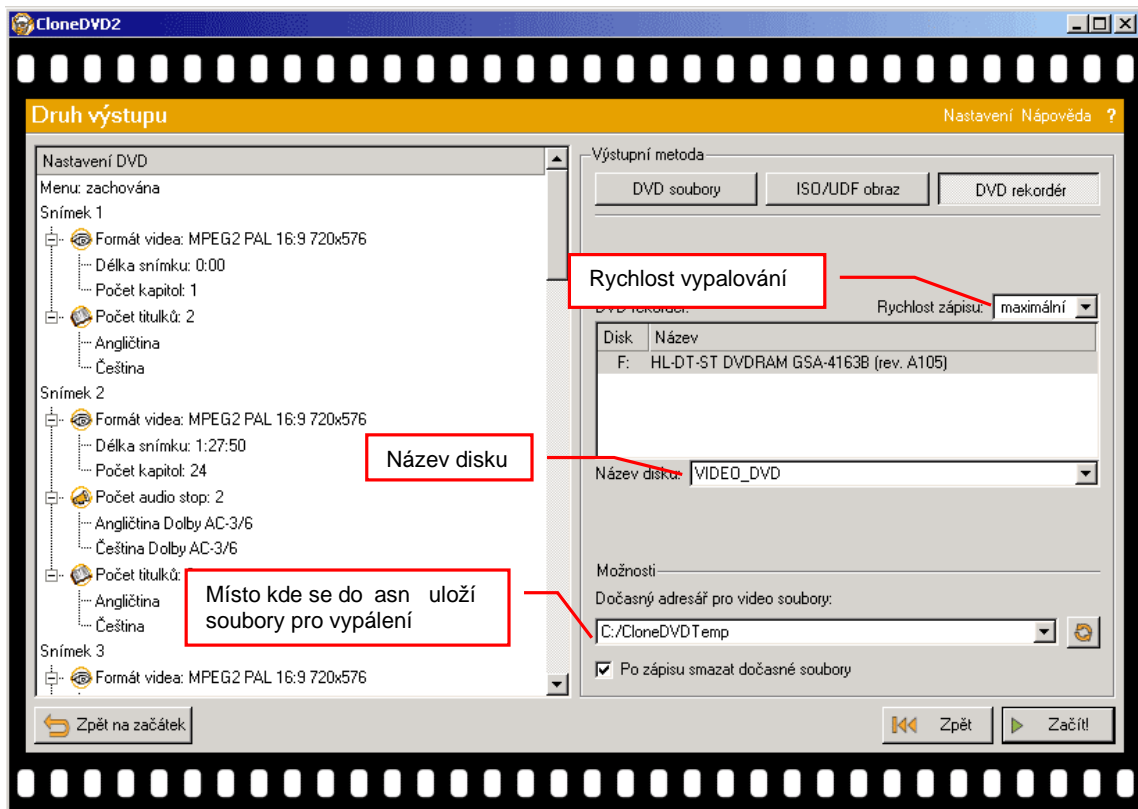 CloneDVD2
Druh výstupu
Nastavení Nápověda ?
Nastavení DVD
Menu: zachována
Snímek 1
Formát videa: MPEG2 PAL 16:9 720x576
Délka snímku: 0:00
Počet kapitol: 1
Počet titulků: 2
Angličtina
Čeština
Snímek 2
Formát videa: MPEG2 PAL 16:9 720x576
Délka snímku: 1:27:50
Počet kapitol: 24
Počet audio stop: 2
Angličtina Dolby AC-3/6
Čeština Dolby AC-3/6
Počet titulků:
Angličtina
Čeština
Snímek 3
Formát videa: MPEG2 PAL 16:9 720x576
Zpět na začátek
Výstupní metoda
DVD soubory
ISO/UDF obraz
DVD rekordér
Rychlost vypalování
DVD rekordér:
Rychlost zápisu: maximální
Disk Název
F: HL-DT-ST DVDRAM GSA-4163B (rev. A105)
Název disku
Název disku: VIDEO_DVD
Místo kde se do asn uloží
soubory pro vypálení
Možnosti
Dočasný adresář pro video soubory:
C:/CloneDVDTemp
Po zápisu smazat dočasné soubory
Zpět
Začít!